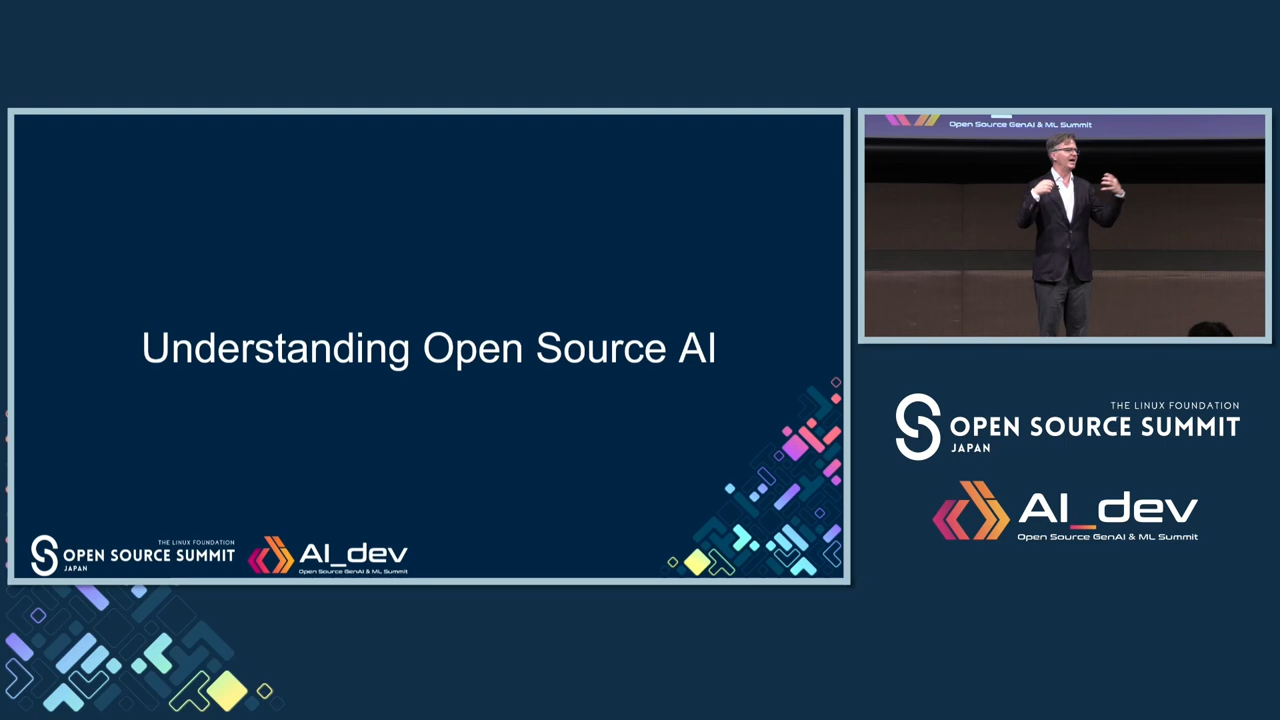 Understanding Open Source AI
THE LINUX FOUNDATION
OPEN SOURCE SUMMIT
JAPAN
AI_dev
Open Source GenAI & ML Summit
Open Source GenAI & ML Summit
THE LINUX FOUNDATION
OPEN SOURCE SUMMIT
JAPAN
AI_dev
Open Source GenAI & ML Summit